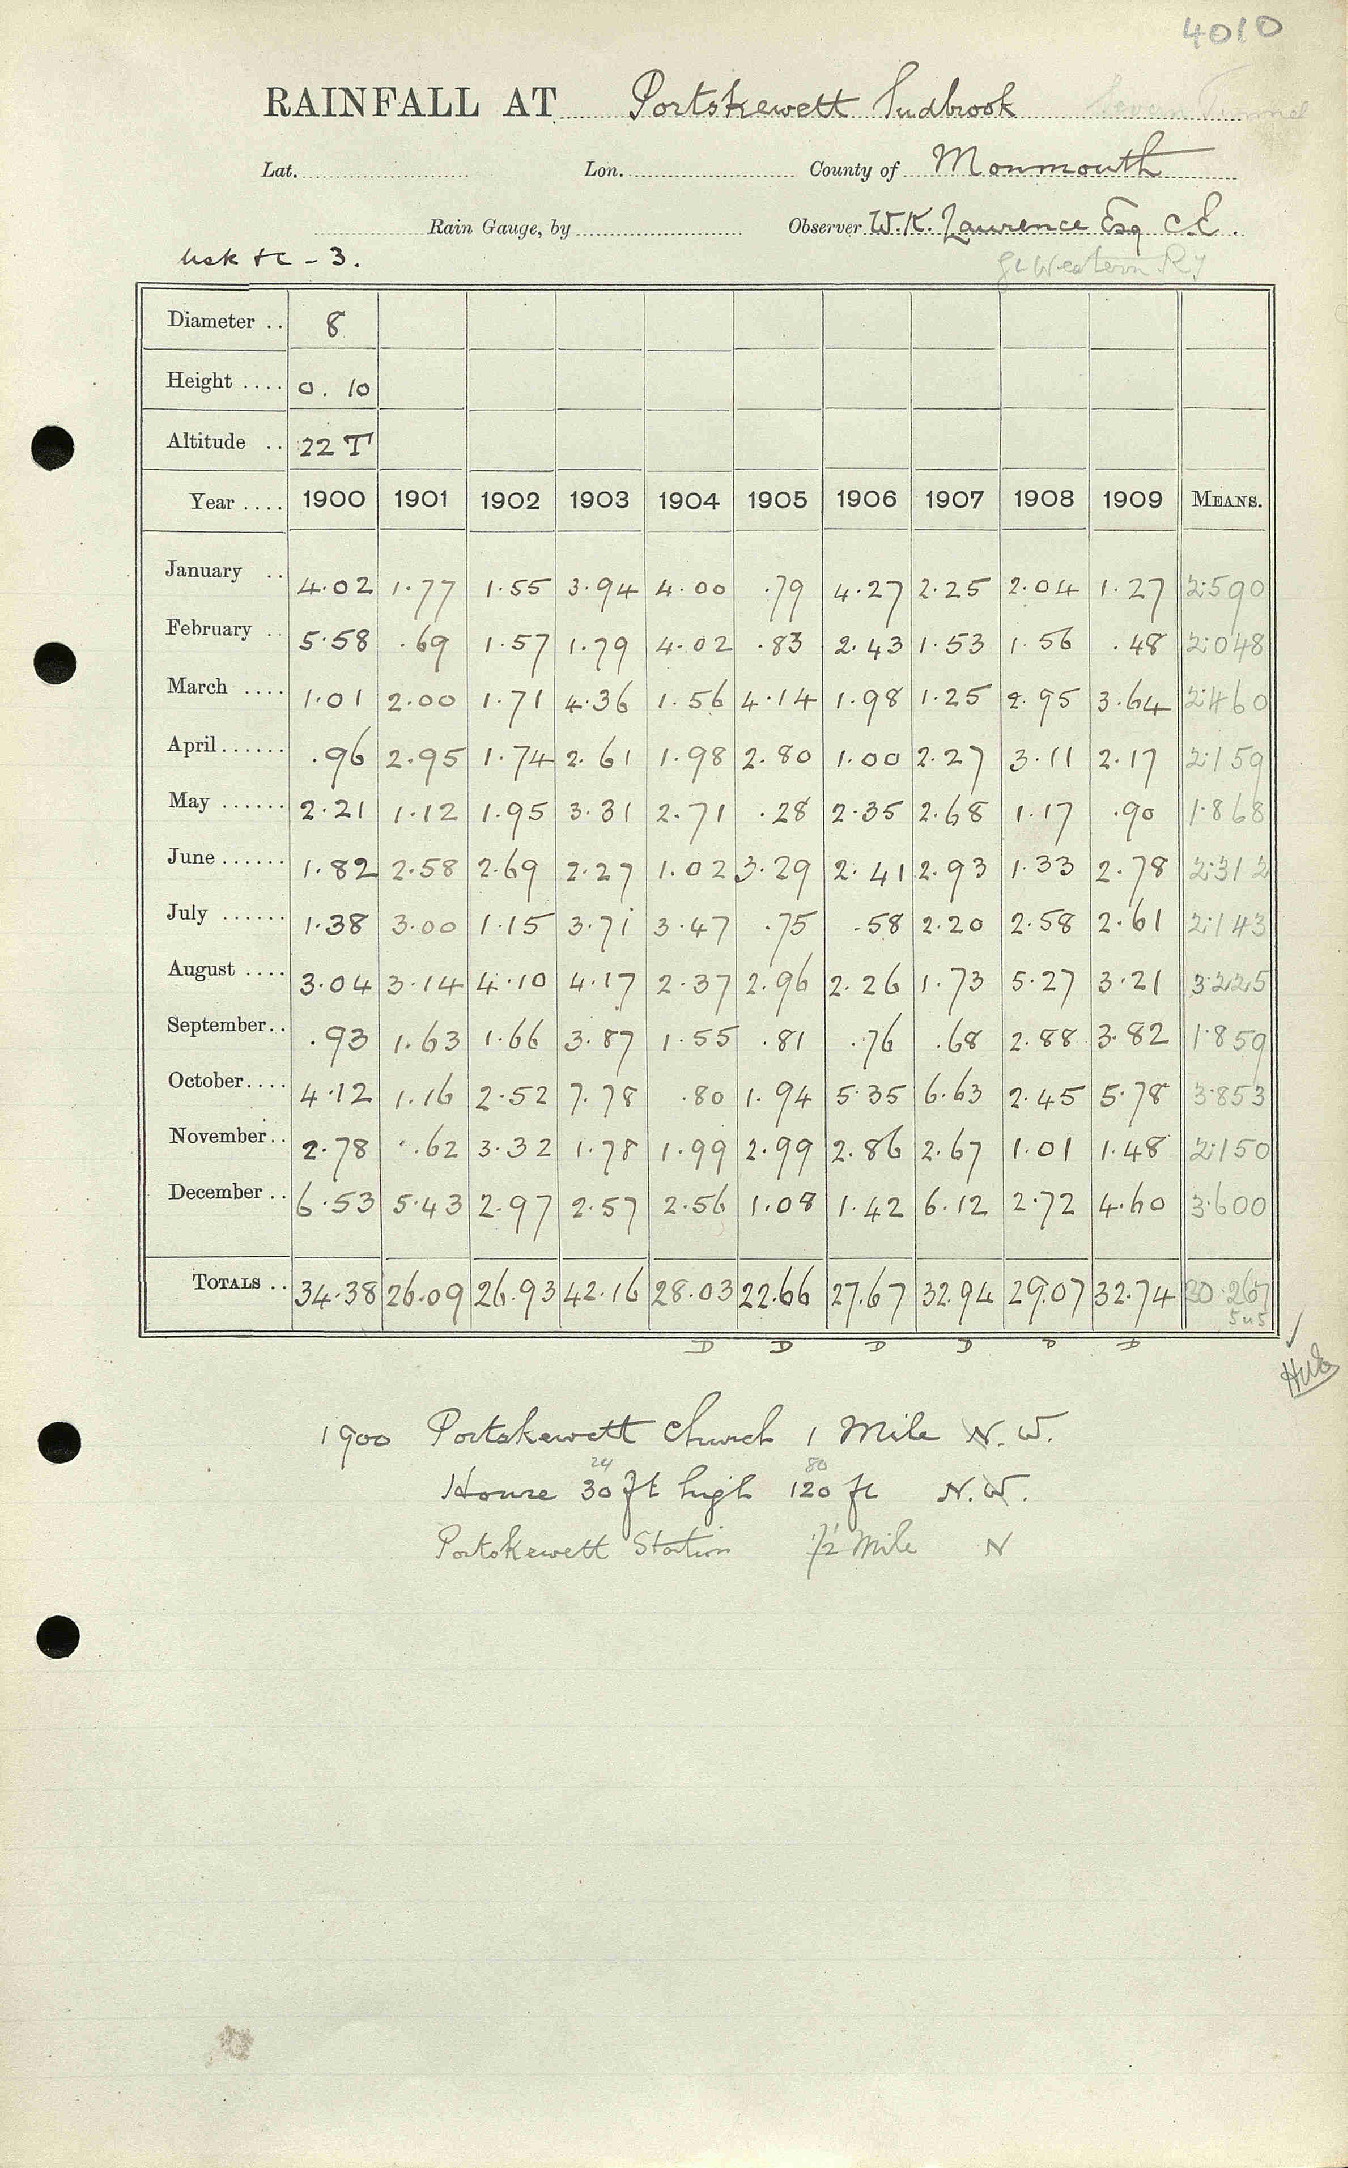 4010
RAINFALL AT Portskewett Sudbrook Severn Tunnel
Lat. Lon. County of Monmouth
Rain Gauge, by Observer W.K. Lawrence Esq C.E.
Usk &c - 3. Gt Western Ry
Diameter .. 8
Height .... 0. 10
Altitude .. 22 T
Year .... 1900 1901 1902 1903 1904 1905 1906 1907 1908 1909 MEANS.
January .. 4.02 1.77 1.55 3.94 4.00 .79 4.27 2.25 2.04 1.27 2.590
February .. 5.58 .69 1.57 1.79 4.02 .83 2.43 1.53 1.56 .48 2.048
March .... 1.01 2.00 1.71 4.36 1.56 4.14 1.98 1.25 2.95 3.64 2.460
April...... .96 2.95 1.74 2.61 1.98 2.80 1.00 2.27 3.11 2.17 2.159
May ...... 2.21 1.12 1.95 3.31 2.71 .28 2.35 2.68 1.17 .90 1.868
June...... 1.82 2.58 2.69 2.27 1.02 3.29 2.41 2.93 1.33 2.78 2.312
July ...... 1.38 3.00 1.15 3.71 3.47 .75 .58 2.20 2.58 2.61 2.143
August .... 3.04 3.14 4.10 4.17 2.37 2.96 2.26 1.73 5.27 3.21 3.225
September.. .93 1.63 1.66 3.87 1.55 .81 .76 .68 2.88 3.82 1.859
October.... 4.12 1.16 2.52 7.78 .80 1.94 5.35 6.63 2.45 5.78 3.853
November.. 2.78 .62 3.32 1.78 1.99 2.99 2.86 2.67 1.01 1.48 2.150
December .. 6.53 5.43 2.97 2.57 2.56 1.08 1.42 6.12 2.72 4.60 3.600
TOTALS .. 34.38 26.09 26.93 42.16 28.03 22.66 27.67 32.94 29.07 32.74 30.267
D D D D D D
1900 Portskewett Church 1 Mile N.W.
24 80
House 30 ft high 120 ft N.W.
Portskewett Station 1/2 Mile N